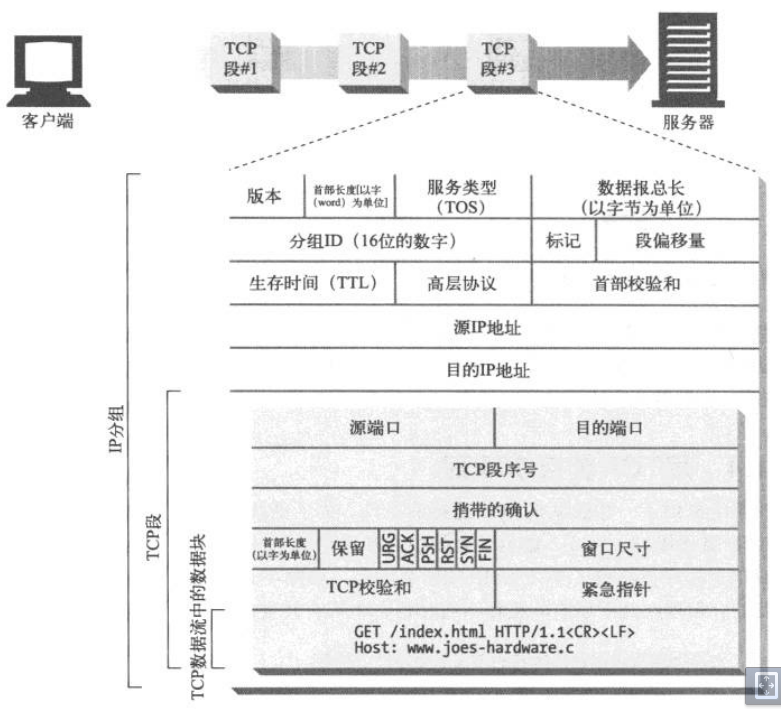 TCP
段#1
TCP
段#2
TCP
段#3
客户端
服务器
版本
首部长度[以字
(word)为单位]
服务类型
(TOS)
数据报总长
(以字节为单位)
分组ID(16位的数字)
标记
段偏移量
生存时间(TTL)
高层协议
首部校验和
源IP地址
目的IP地址
源端口
目的端口
TCP段序号
捎带的确认
首部长度
(以字为单位)
保留
URG
ACK
PSH
RST
SYN
FIN
窗口尺寸
TCP校验和
紧急指针
GET /index.html HTTP/1.1<CR><LF>
Host: www.joes-hardware.c
IP分组
TCP段
TCP数据流中的数据块